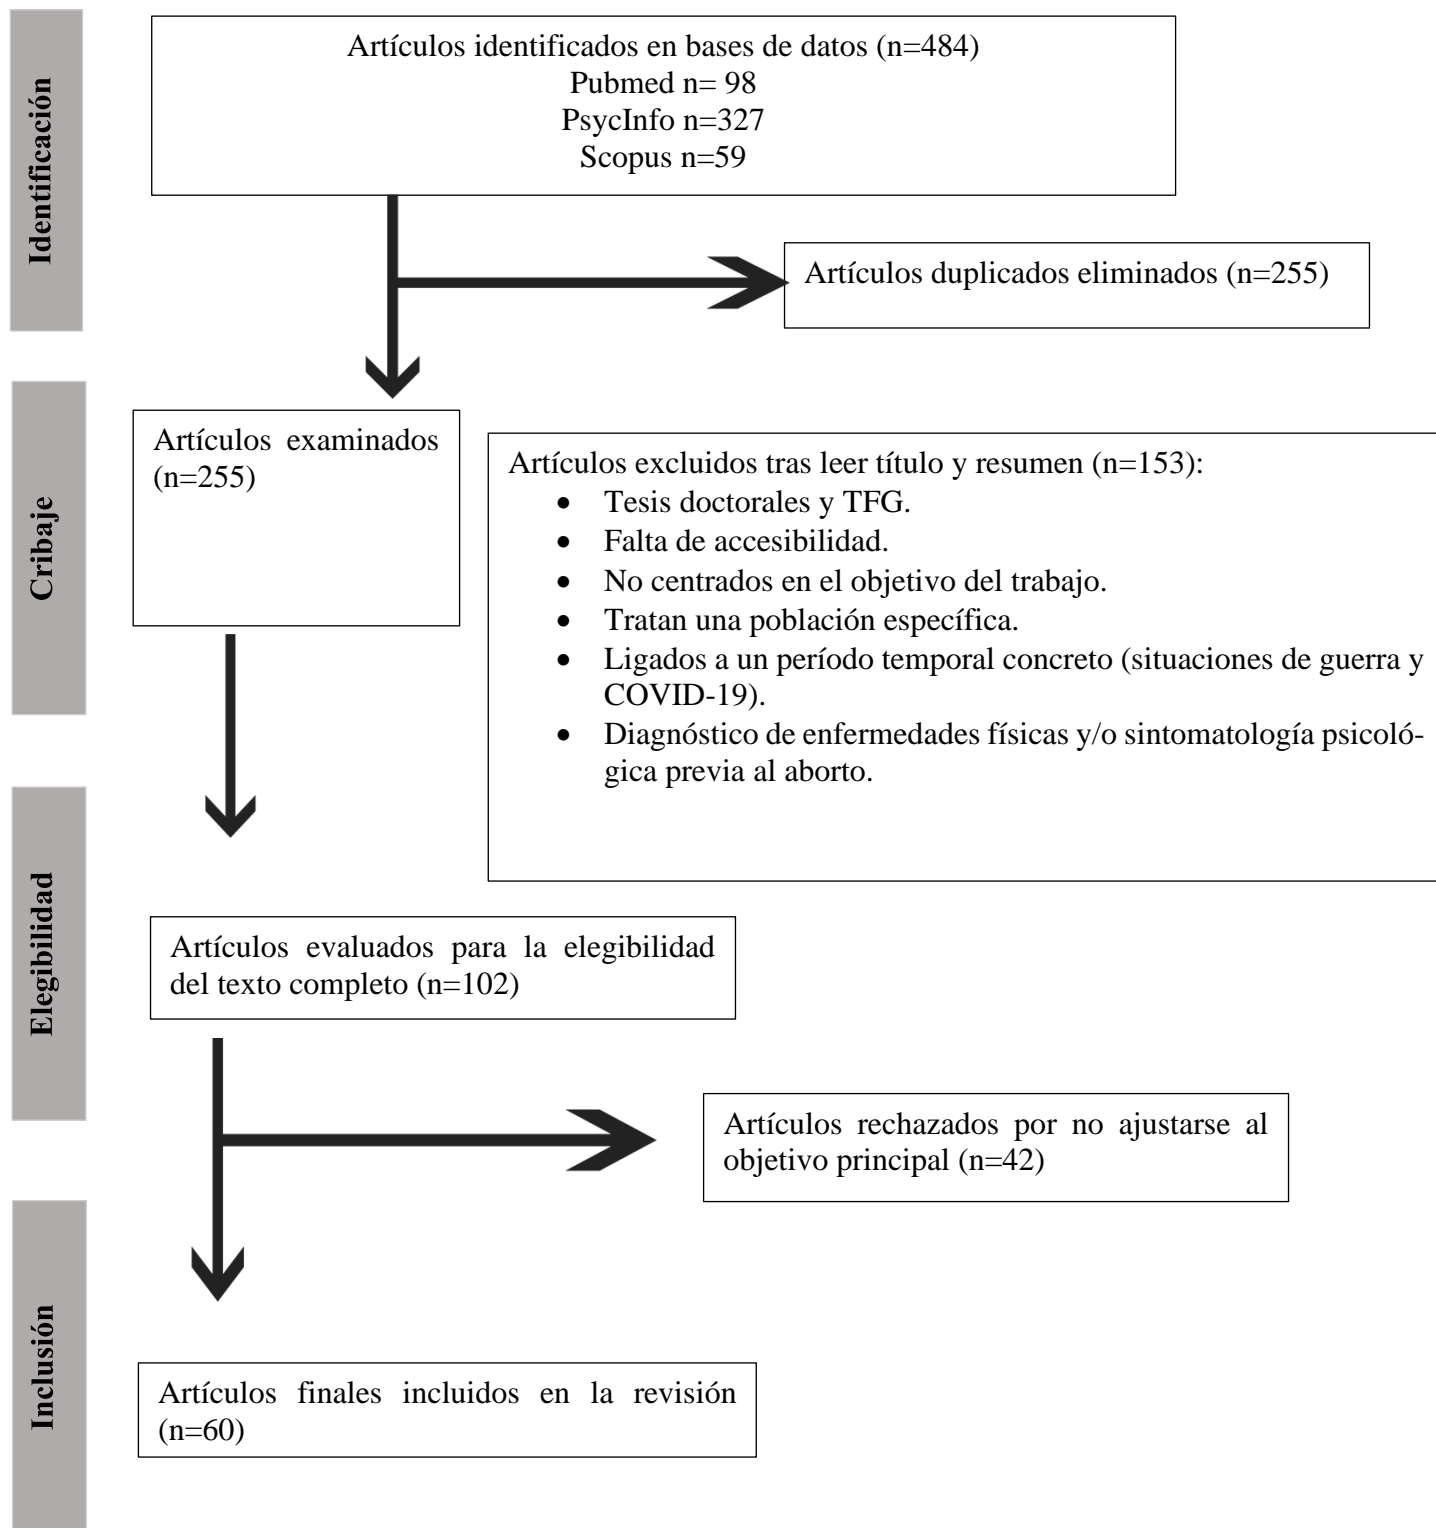 Identificación
Artículos identificados en bases de datos (n=484)
Pubmed n= 98
PsycInfo n=327
Scopus n=59
Artículos duplicados eliminados (n=255)
Cribaje
Artículos examinados
(n=255)
Artículos excluidos tras leer título y resumen (n=153):
• Tesis doctorales y TFG.
• Falta de accesibilidad.
• No centrados en el objetivo del trabajo.
• Tratan una población específica.
• Ligados a un período temporal concreto (situaciones de guerra y
COVID-19).
• Diagnóstico de enfermedades físicas y/o sintomatología psicoló-
gica previa al aborto.
Elegibilidad
Artículos evaluados para la elegibilidad
del texto completo (n=102)
Artículos rechazados por no ajustarse al
objetivo principal (n=42)
Inclusión
Artículos finales incluidos en la revisión
(n=60)